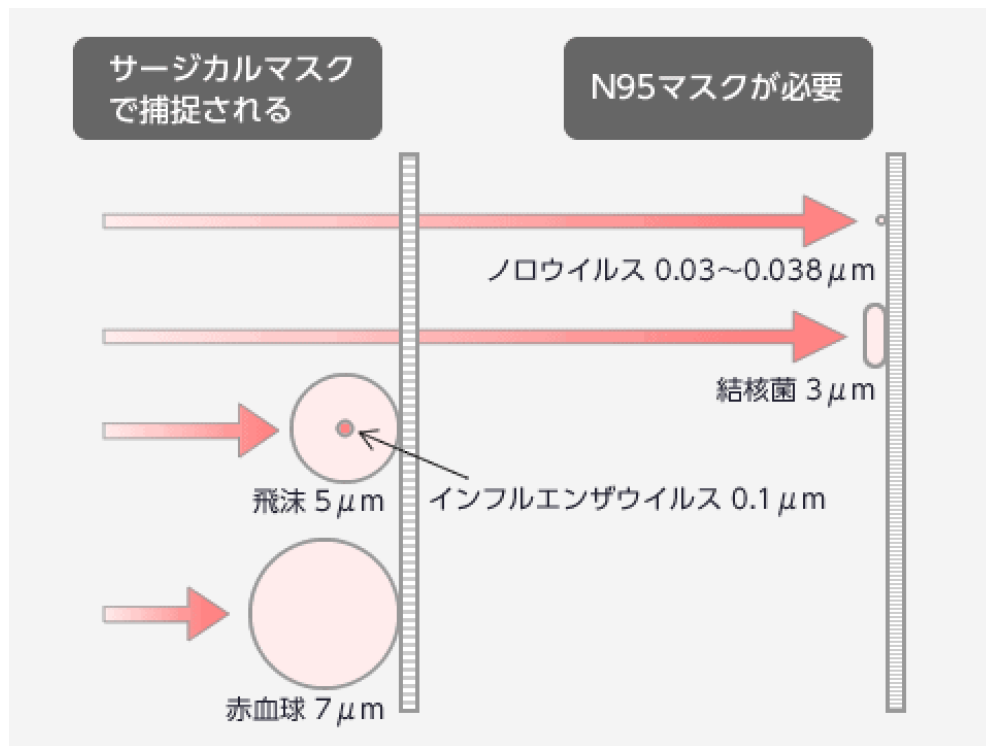 サージカルマスク
で捕捉される
N95マスクが必要
ノロウイルス 0.03～0.038μm
結核菌 3μm
飛沫 5μm
インフルエンザウイルス 0.1μm
赤血球 7μm